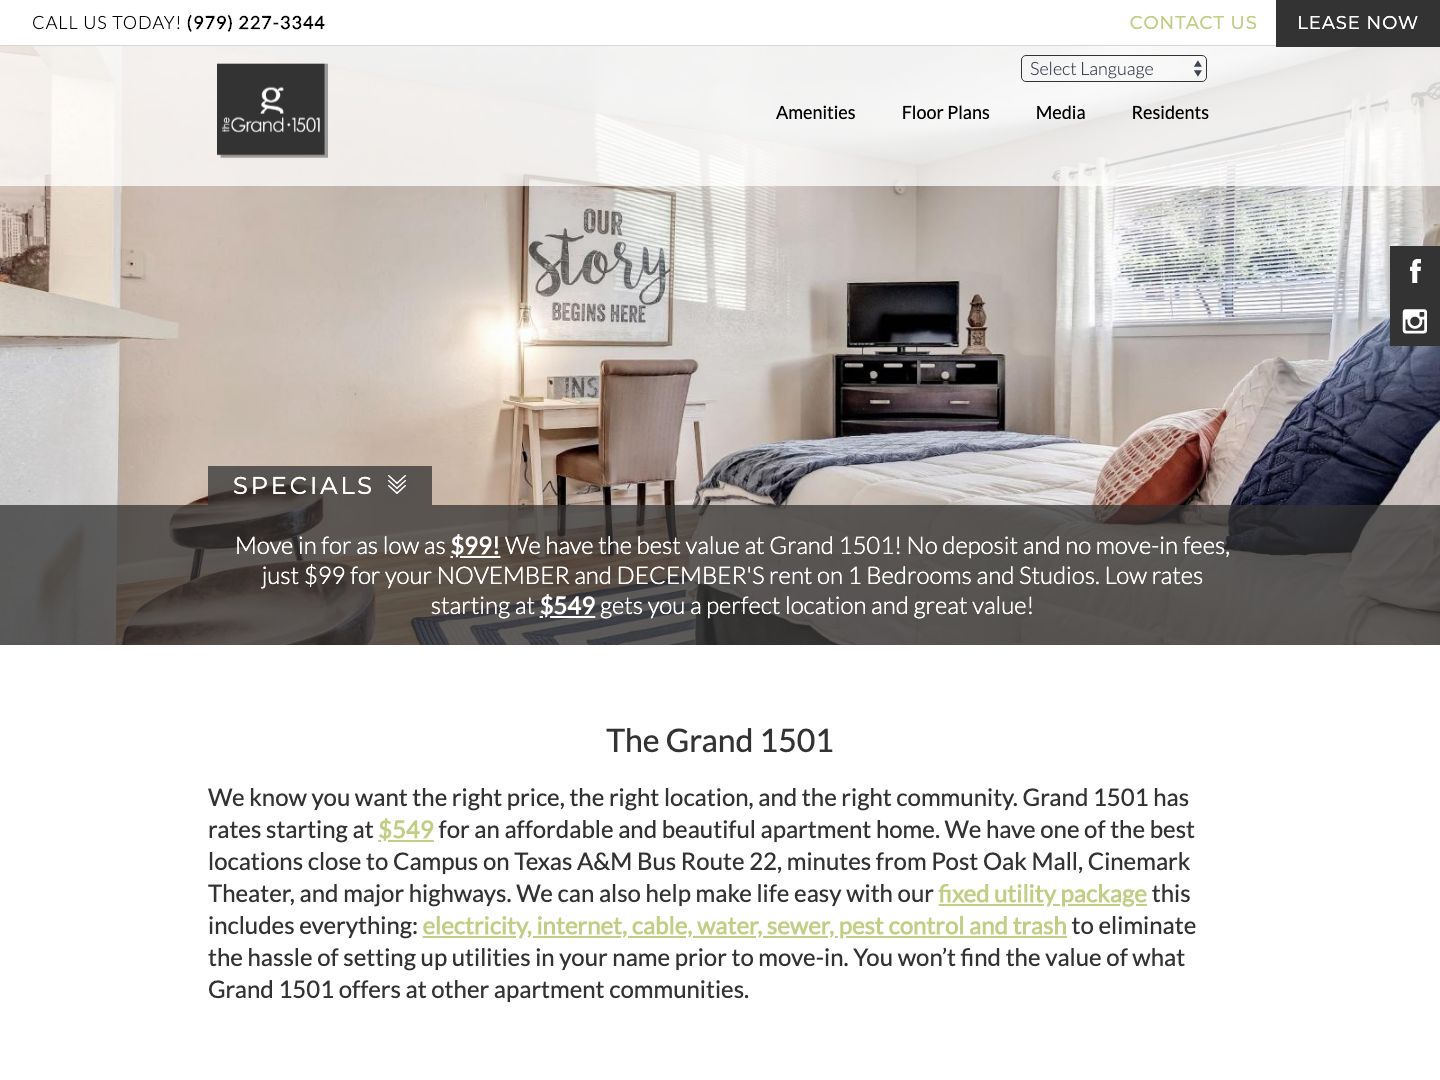 CALL US TODAY! (979) 227-3344
CONTACT US
LEASE NOW
Select Language
g
the Grand·1501
Amenities
Floor Plans
Media
Residents
OUR
story
BEGINS HERE
INS
SPECIALS
Move in for as low as $99! We have the best value at Grand 1501! No deposit and no move-in fees,
just $99 for your NOVEMBER and DECEMBER'S rent on 1 Bedrooms and Studios. Low rates
starting at $549 gets you a perfect location and great value!
The Grand 1501
We know you want the right price, the right location, and the right community. Grand 1501 has
rates starting at $549 for an affordable and beautiful apartment home. We have one of the best
locations close to Campus on Texas A&M Bus Route 22, minutes from Post Oak Mall, Cinemark
Theater, and major highways. We can also help make life easy with our fixed utility package this
includes everything: electricity, internet, cable, water, sewer, pest control and trash to eliminate
the hassle of setting up utilities in your name prior to move-in. You won’t find the value of what
Grand 1501 offers at other apartment communities.